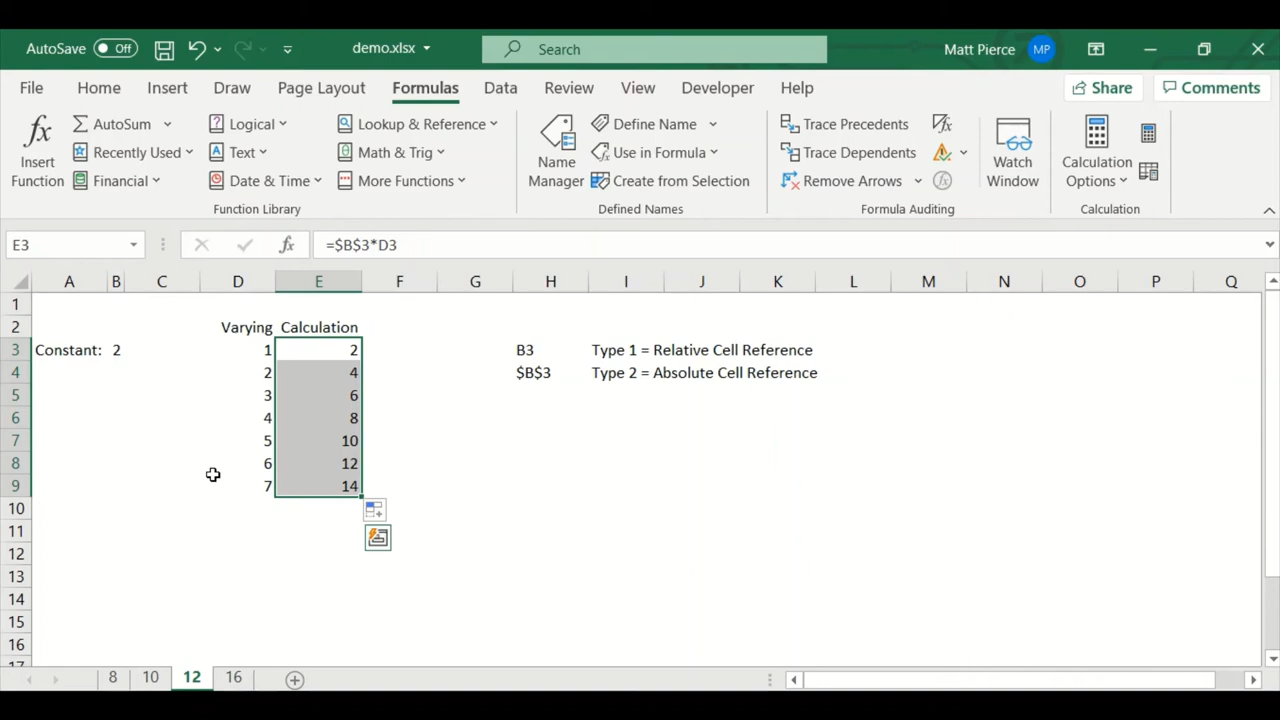 AutoSave Off demo.xlsx Search Matt Pierce MP
File Home Insert Draw Page Layout Formulas Data Review View Developer Help Share Comments
AutoSum Logical Lookup & Reference Define Name Trace Precedents
Recently Used Text Math & Trig Use in Formula Trace Dependents
Financial Date & Time More Functions Create from Selection Remove Arrows
Insert Function Name Manager Watch Window Calculation Options
Function Library Defined Names Formula Auditing Calculation
E3 fx =$B$3*D3
A B C D E F G H I J K L M N O P Q
1
2 Varying Calculation
3 Constant: 2 1 2 B3 Type 1 = Relative Cell Reference
4 2 4 $B$3 Type 2 = Absolute Cell Reference
5 3 6
6 4 8
7 5 10
8 6 12
9 7 14
10
11
12
13
14
15
16
17
8 10 12 16